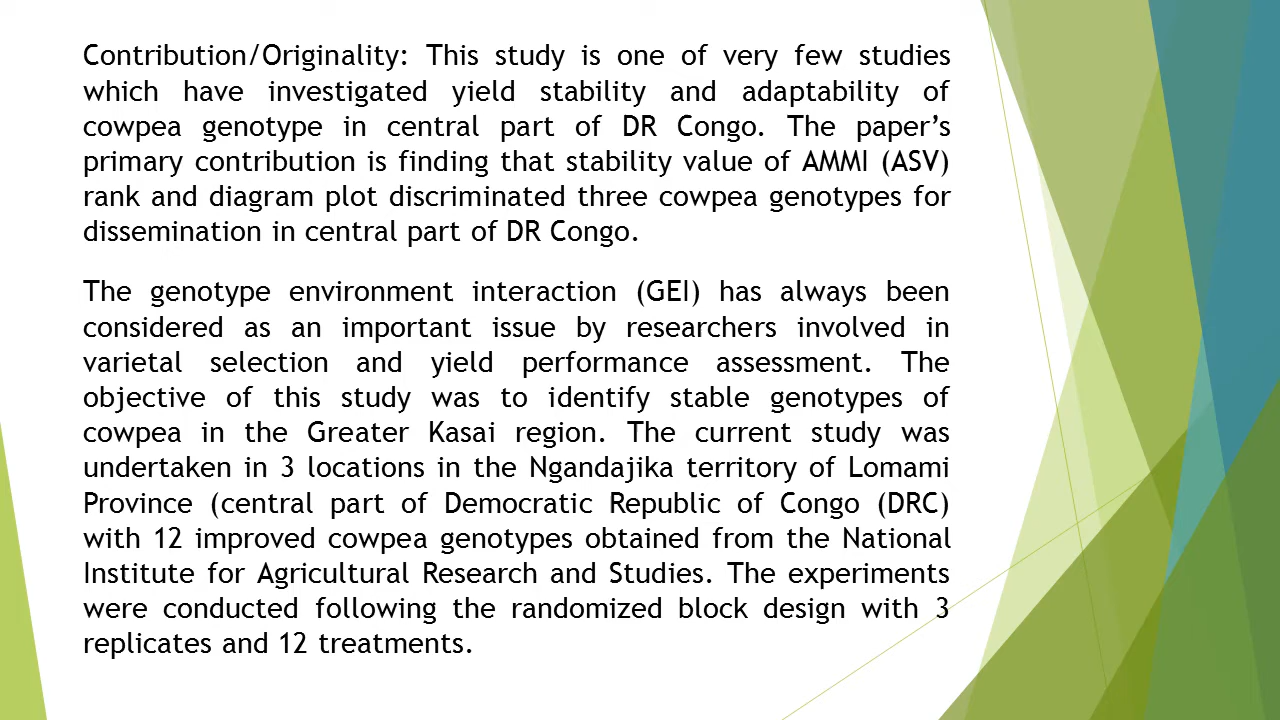 Contribution/Originality: This study is one of very few studies
which have investigated yield stability and adaptability of
cowpea genotype in central part of DR Congo. The paper’s
primary contribution is finding that stability value of AMMI (ASV)
rank and diagram plot discriminated three cowpea genotypes for
dissemination in central part of DR Congo.
The genotype environment interaction (GEI) has always been
considered as an important issue by researchers involved in
varietal selection and yield performance assessment. The
objective of this study was to identify stable genotypes of
cowpea in the Greater Kasai region. The current study was
undertaken in 3 locations in the Ngandajika territory of Lomami
Province (central part of Democratic Republic of Congo (DRC)
with 12 improved cowpea genotypes obtained from the National
Institute for Agricultural Research and Studies. The experiments
were conducted following the randomized block design with 3
replicates and 12 treatments.